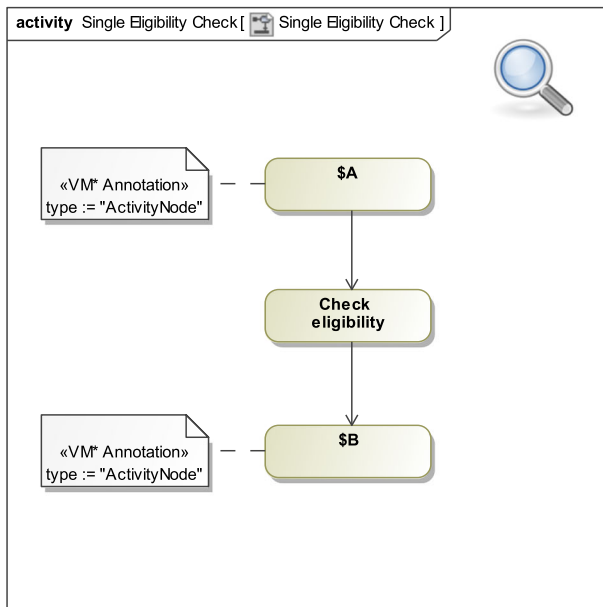 activity Single Eligibility Check [ Single Eligibility Check ]
«VM* Annotation»
type := "ActivityNode"
$A
Check
eligibility
«VM* Annotation»
type := "ActivityNode"
$B